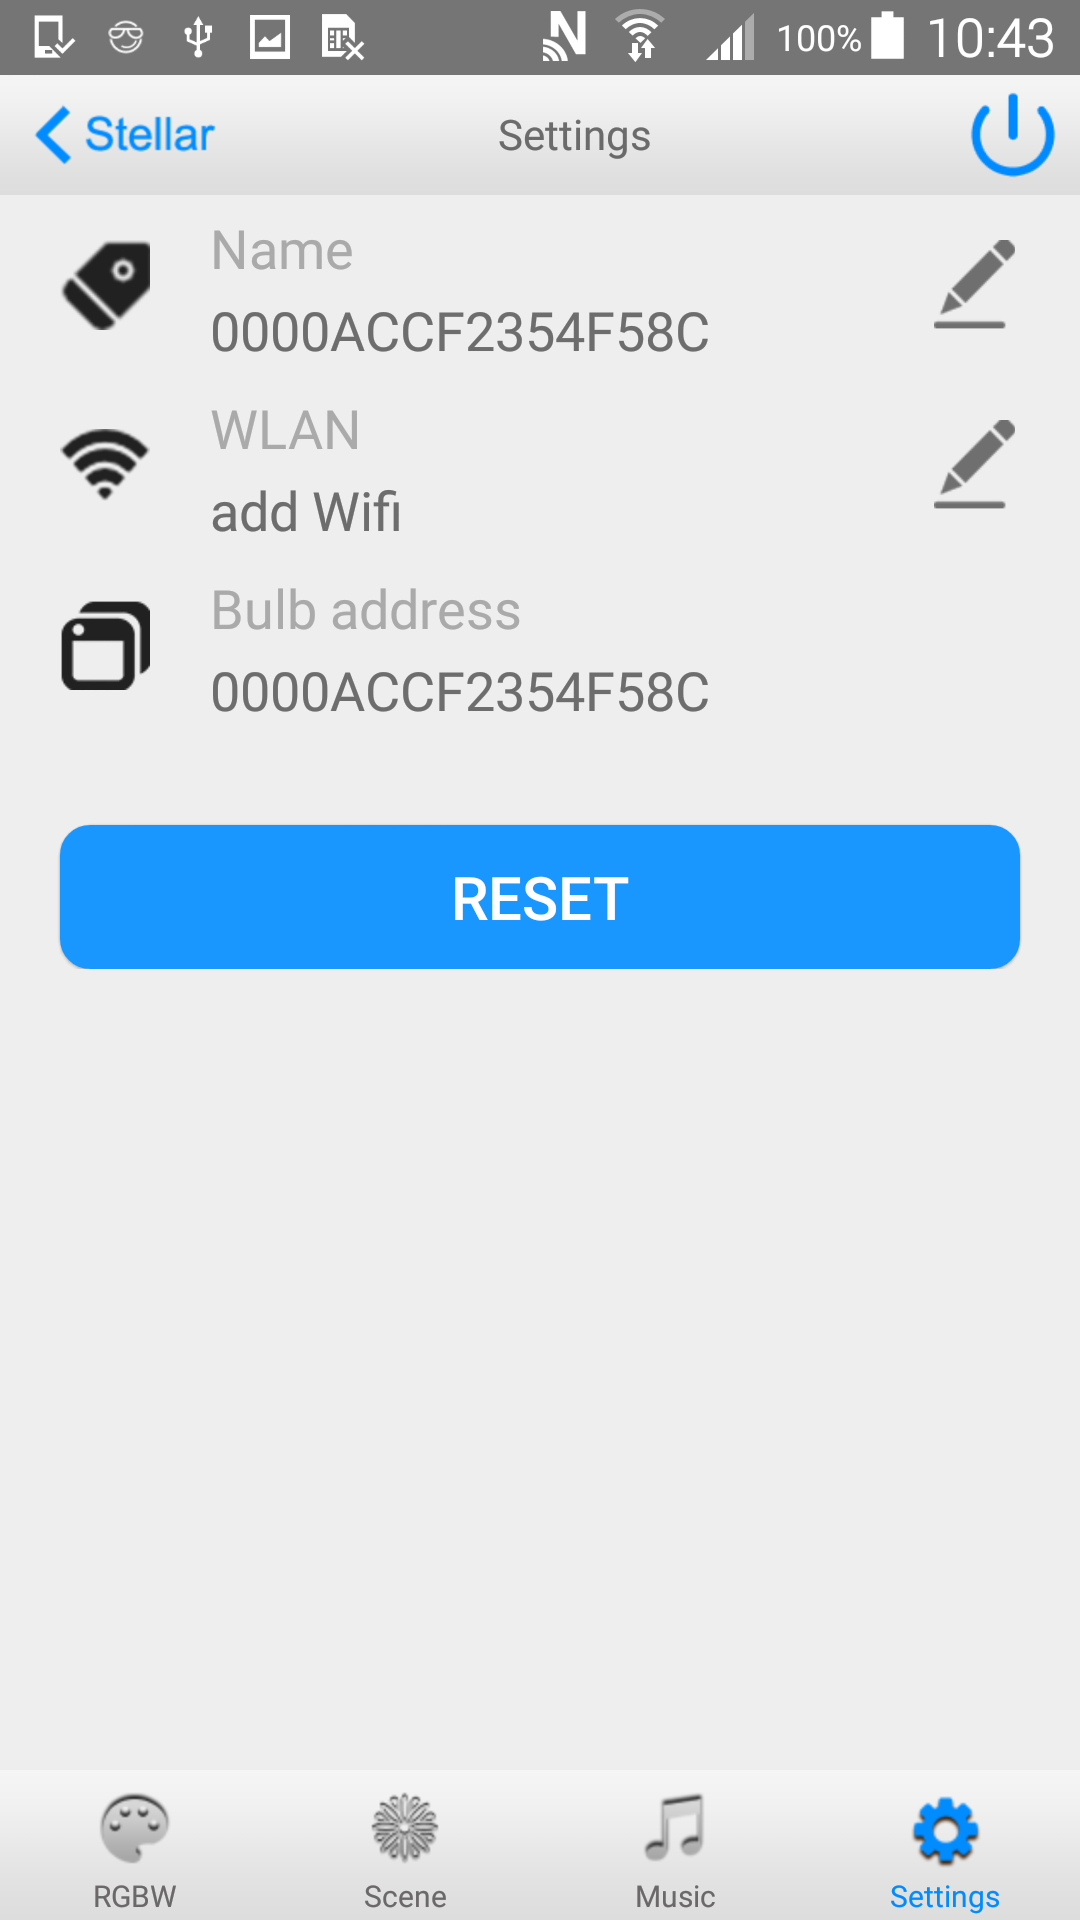 100% 10:43
Stellar Settings
Name
0000ACCF2354F58C
WLAN
add Wifi
Bulb address
0000ACCF2354F58C
RESET
RGBW Scene Music Settings